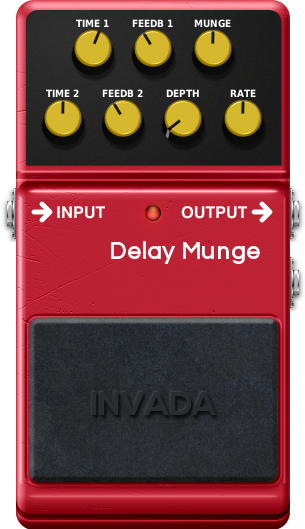 TIME 1 FEEDB 1 MUNGE
TIME 2 FEEDB 2 DEPTH RATE
INPUT OUTPUT
Delay Munge
INVADA